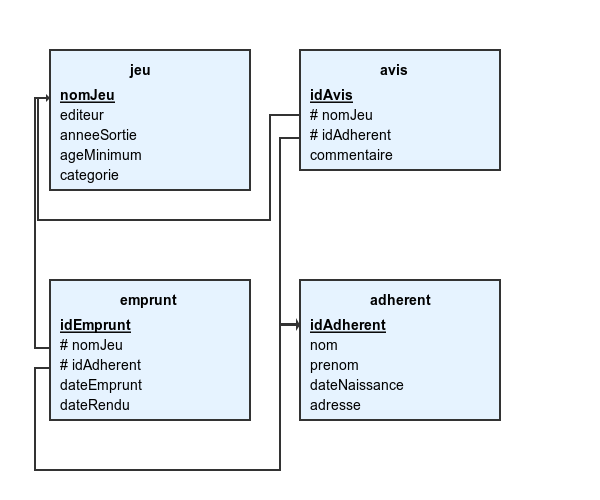 jeu
nomJeu
editeur
anneeSortie
ageMinimum
categorie
avis
idAvis
# nomJeu
# idAdherent
commentaire
emprunt
idEmprunt
# nomJeu
# idAdherent
dateEmprunt
dateRendu
adherent
idAdherent
nom
prenom
dateNaissance
adresse